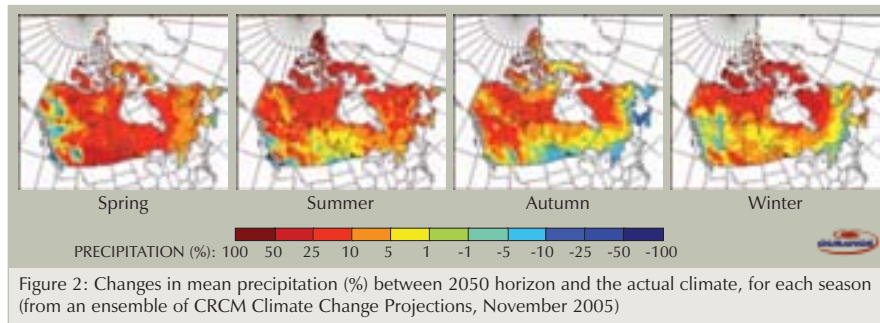 Spring Summer Autumn Winter
PRECIPITATION (%): 100 50 25 10 5 1 -1 -5 -10 -25 -50 -100
Figure 2: Changes in mean precipitation (%) between 2050 horizon and the actual climate, for each season
(from an ensemble of CRCM Climate Change Projections, November 2005)